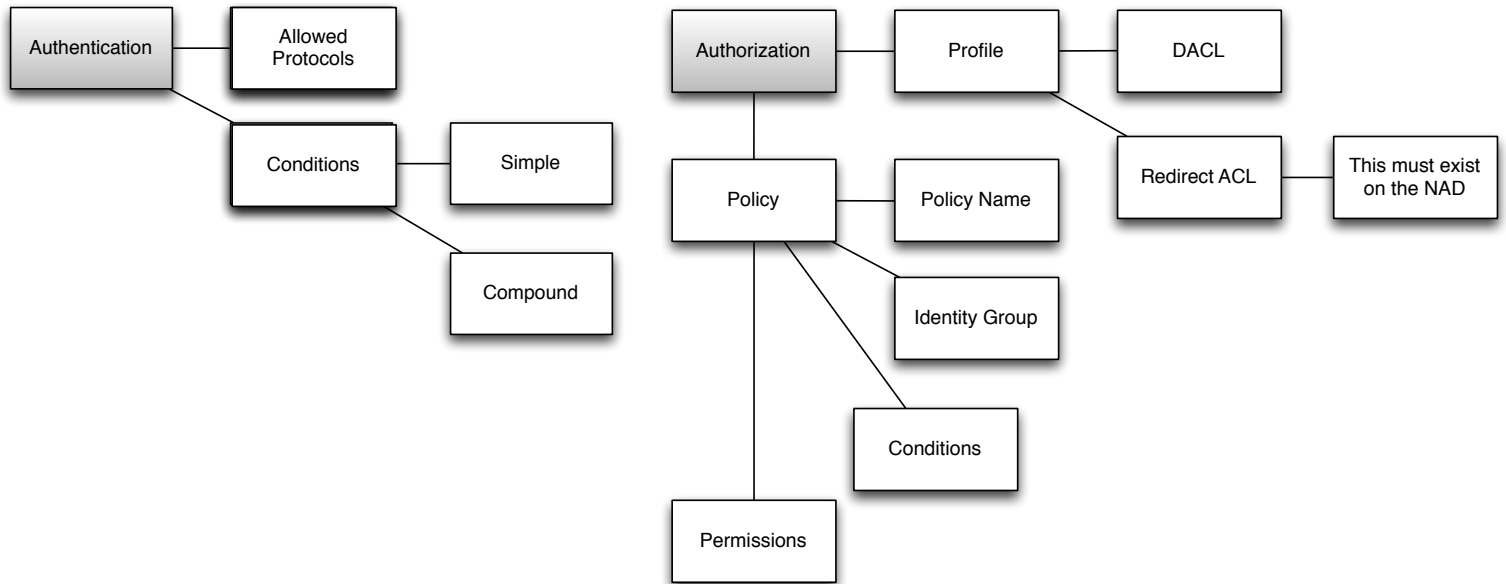 Authentication
Allowed
Protocols
Conditions
Simple
Compound
Authorization
Profile
DACL
Redirect ACL
This must exist
on the NAD
Policy
Policy Name
Identity Group
Conditions
Permissions